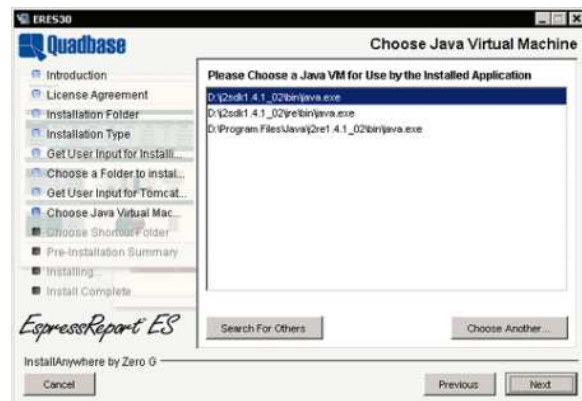 ERES30
Quadbase
Choose Java Virtual Machine
Introduction
License Agreement
Installation Folder
Installation Type
Get User Input for Installi...
Choose a Folder to instal...
Get User Input for Tomcat...
Choose Java Virtual Mac...
Choose Shortcut Folder
Pre-Installation Summary
Installing...
Install Complete
EspressReport ES
Please Choose a Java VM for Use by the Installed Application
D:\j2sdk1.4.1_02\bin\java.exe
D:\j2sdk1.4.1_02\jre\bin\java.exe
D:\Program Files\Java\j2re1.4.1_02\bin\java.exe
Search For Others
Choose Another...
InstallAnywhere by Zero G
Cancel
Previous
Next